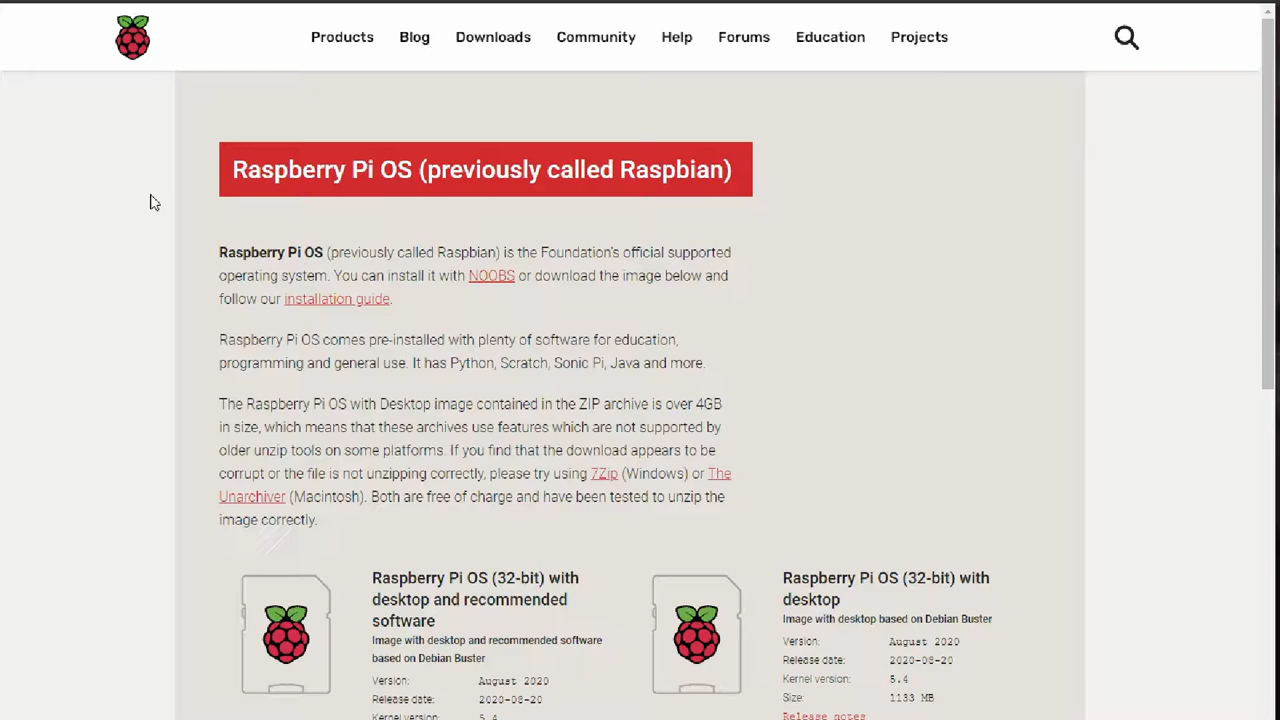 Products Blog Downloads Community Help Forums Education Projects
Raspberry Pi OS (previously called Raspbian)
Raspberry Pi OS (previously called Raspbian) is the Foundation's official supported
operating system. You can install it with NOOBS or download the image below and
follow our installation guide.
Raspberry Pi OS comes pre-installed with plenty of software for education,
programming and general use. It has Python, Scratch, Sonic Pi, Java and more.
The Raspberry Pi OS with Desktop image contained in the ZIP archive is over 4GB
in size, which means that these archives use features which are not supported by
older unzip tools on some platforms. If you find that the download appears to be
corrupt or the file is not unzipping correctly, please try using 7Zip (Windows) or The
Unarchiver (Macintosh). Both are free of charge and have been tested to unzip the
image correctly.
Raspberry Pi OS (32-bit) with
desktop and recommended
software
Image with desktop and recommended software
based on Debian Buster
Version: August 2020
Release date: 2020-08-20
Kernel version: 5.4
Raspberry Pi OS (32-bit) with
desktop
Image with desktop based on Debian Buster
Version: August 2020
Release date: 2020-08-20
Kernel version: 5.4
Size: 1133 MB
Release notes